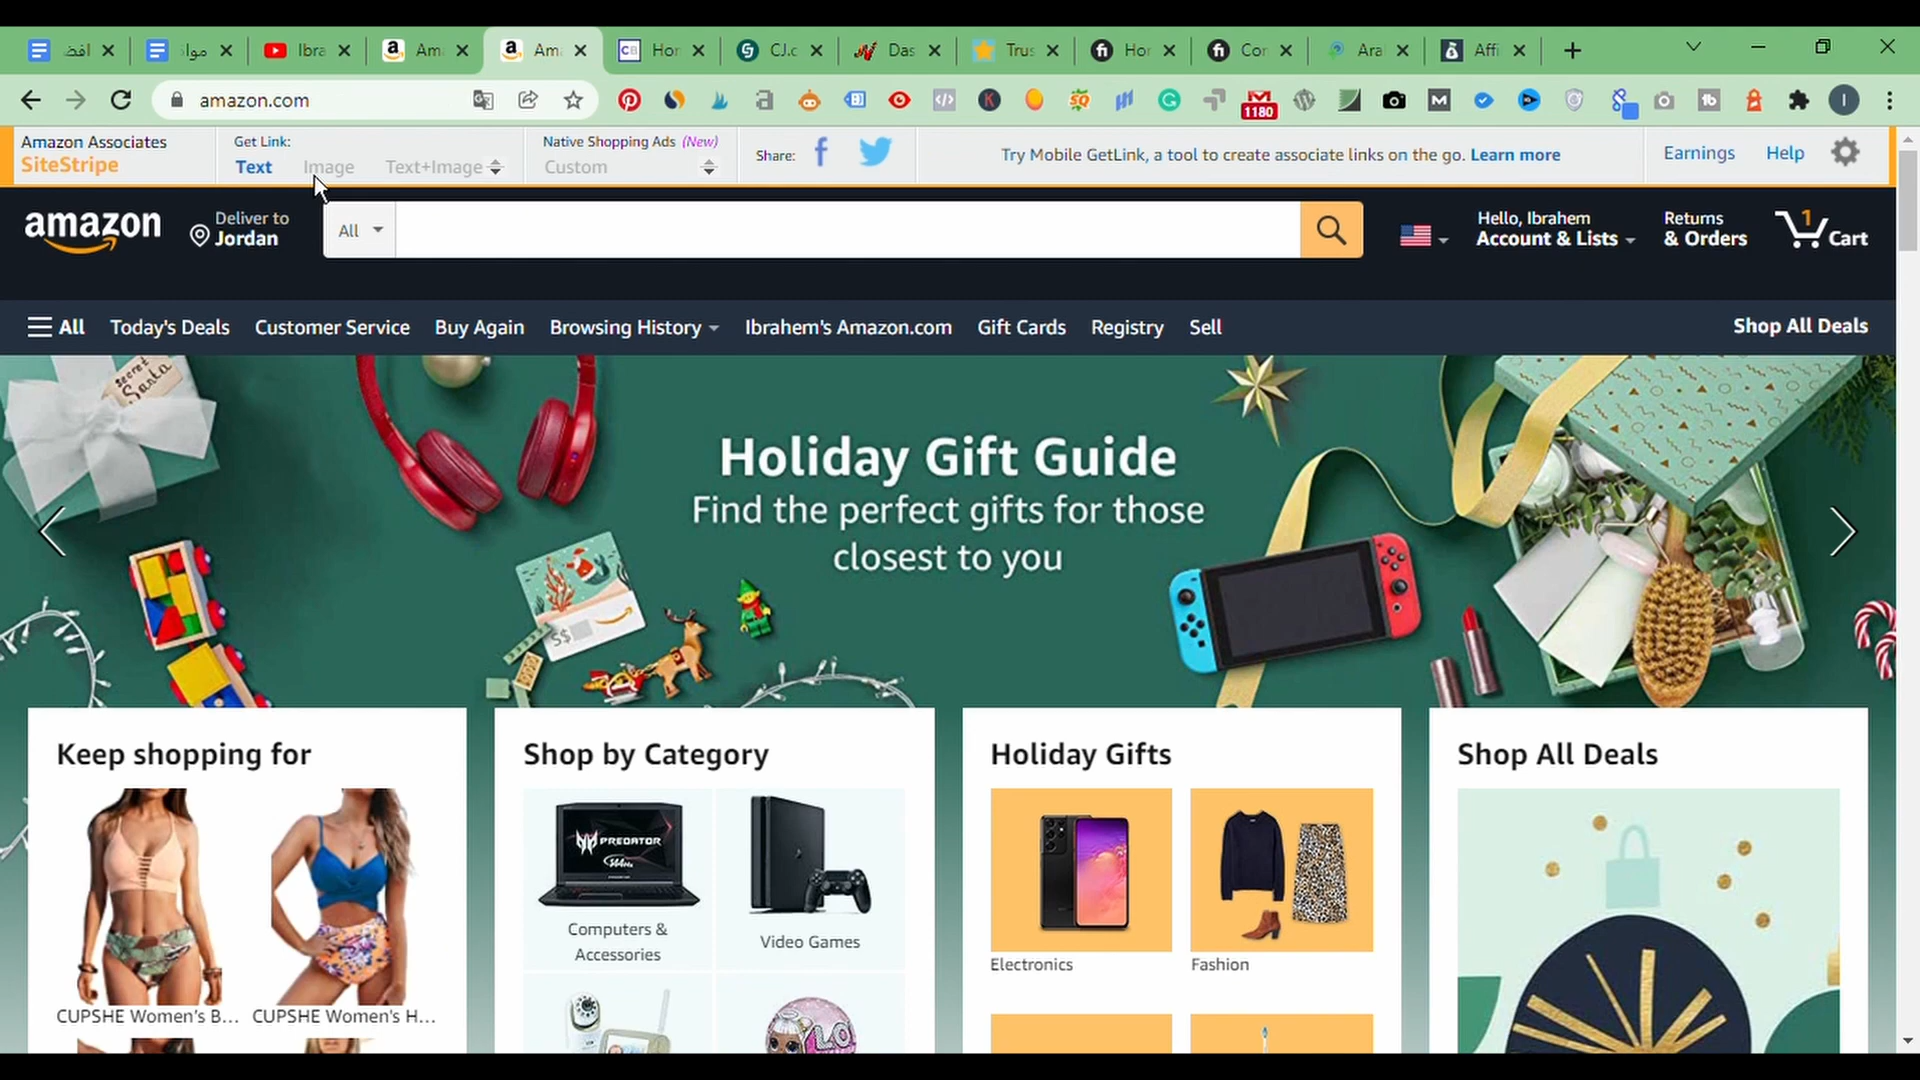 افض
موا
Ibra
Am
Am
Hor
CJ.c
Das
Trus
Hor
Cor
Ara
Affi
amazon.com
1180
Amazon Associates
SiteStripe
Get Link:
Text
Image
Text+Image
Native Shopping Ads (New)
Custom
Share:
Try Mobile GetLink, a tool to create associate links on the go. Learn more
Earnings
Help
amazon
Deliver to
Jordan
All
Hello, Ibrahem
Account & Lists
Returns
& Orders
1
Cart
All
Today's Deals
Customer Service
Buy Again
Browsing History
Ibrahem's Amazon.com
Gift Cards
Registry
Sell
Shop All Deals
secret
Santa
Holiday Gift Guide
Find the perfect gifts for those
closest to you
S$
Keep shopping for
CUPSHE Women's B...
CUPSHE Women's H...
Shop by Category
PREDATOR
Computers &
Accessories
Video Games
Holiday Gifts
Electronics
Fashion
Shop All Deals